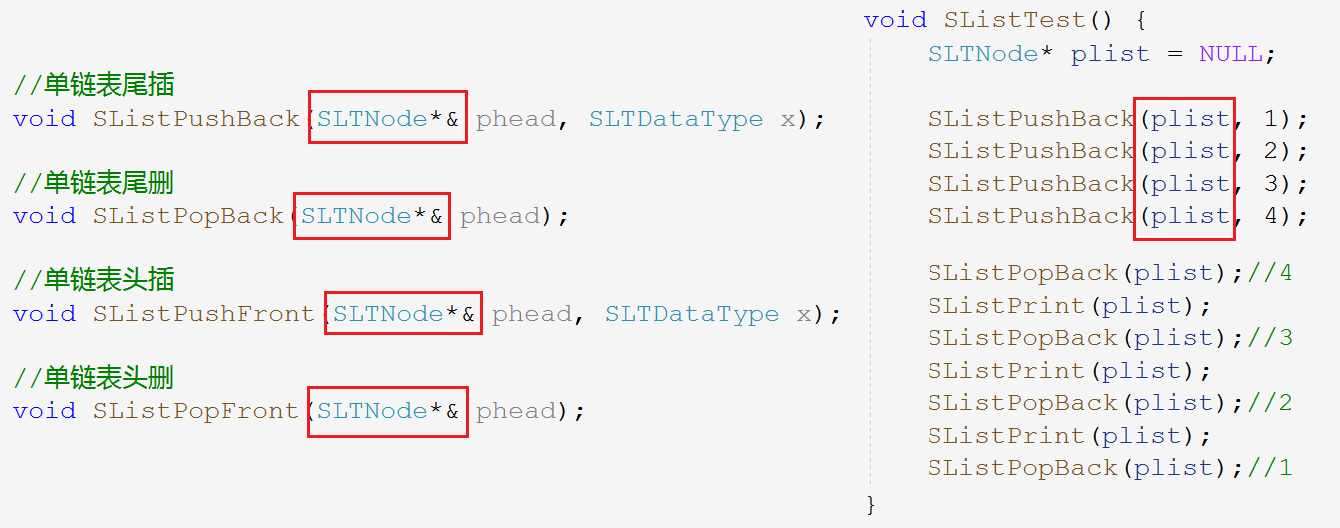 //单链表尾插
void SListPushBack(SLTNode*& phead, SLTDataType x);
//单链表尾删
void SListPopBack(SLTNode*& phead);
//单链表头插
void SListPushFront(SLTNode*& phead, SLTDataType x);
//单链表头删
void SListPopFront(SLTNode*& phead);
void SListTest() {
SLTNode* plist = NULL;
SListPushBack(plist, 1);
SListPushBack(plist, 2);
SListPushBack(plist, 3);
SListPushBack(plist, 4);
SListPopBack(plist);//4
SListPrint(plist);
SListPopBack(plist);//3
SListPrint(plist);
SListPopBack(plist);//2
SListPrint(plist);
SListPopBack(plist);//1
}